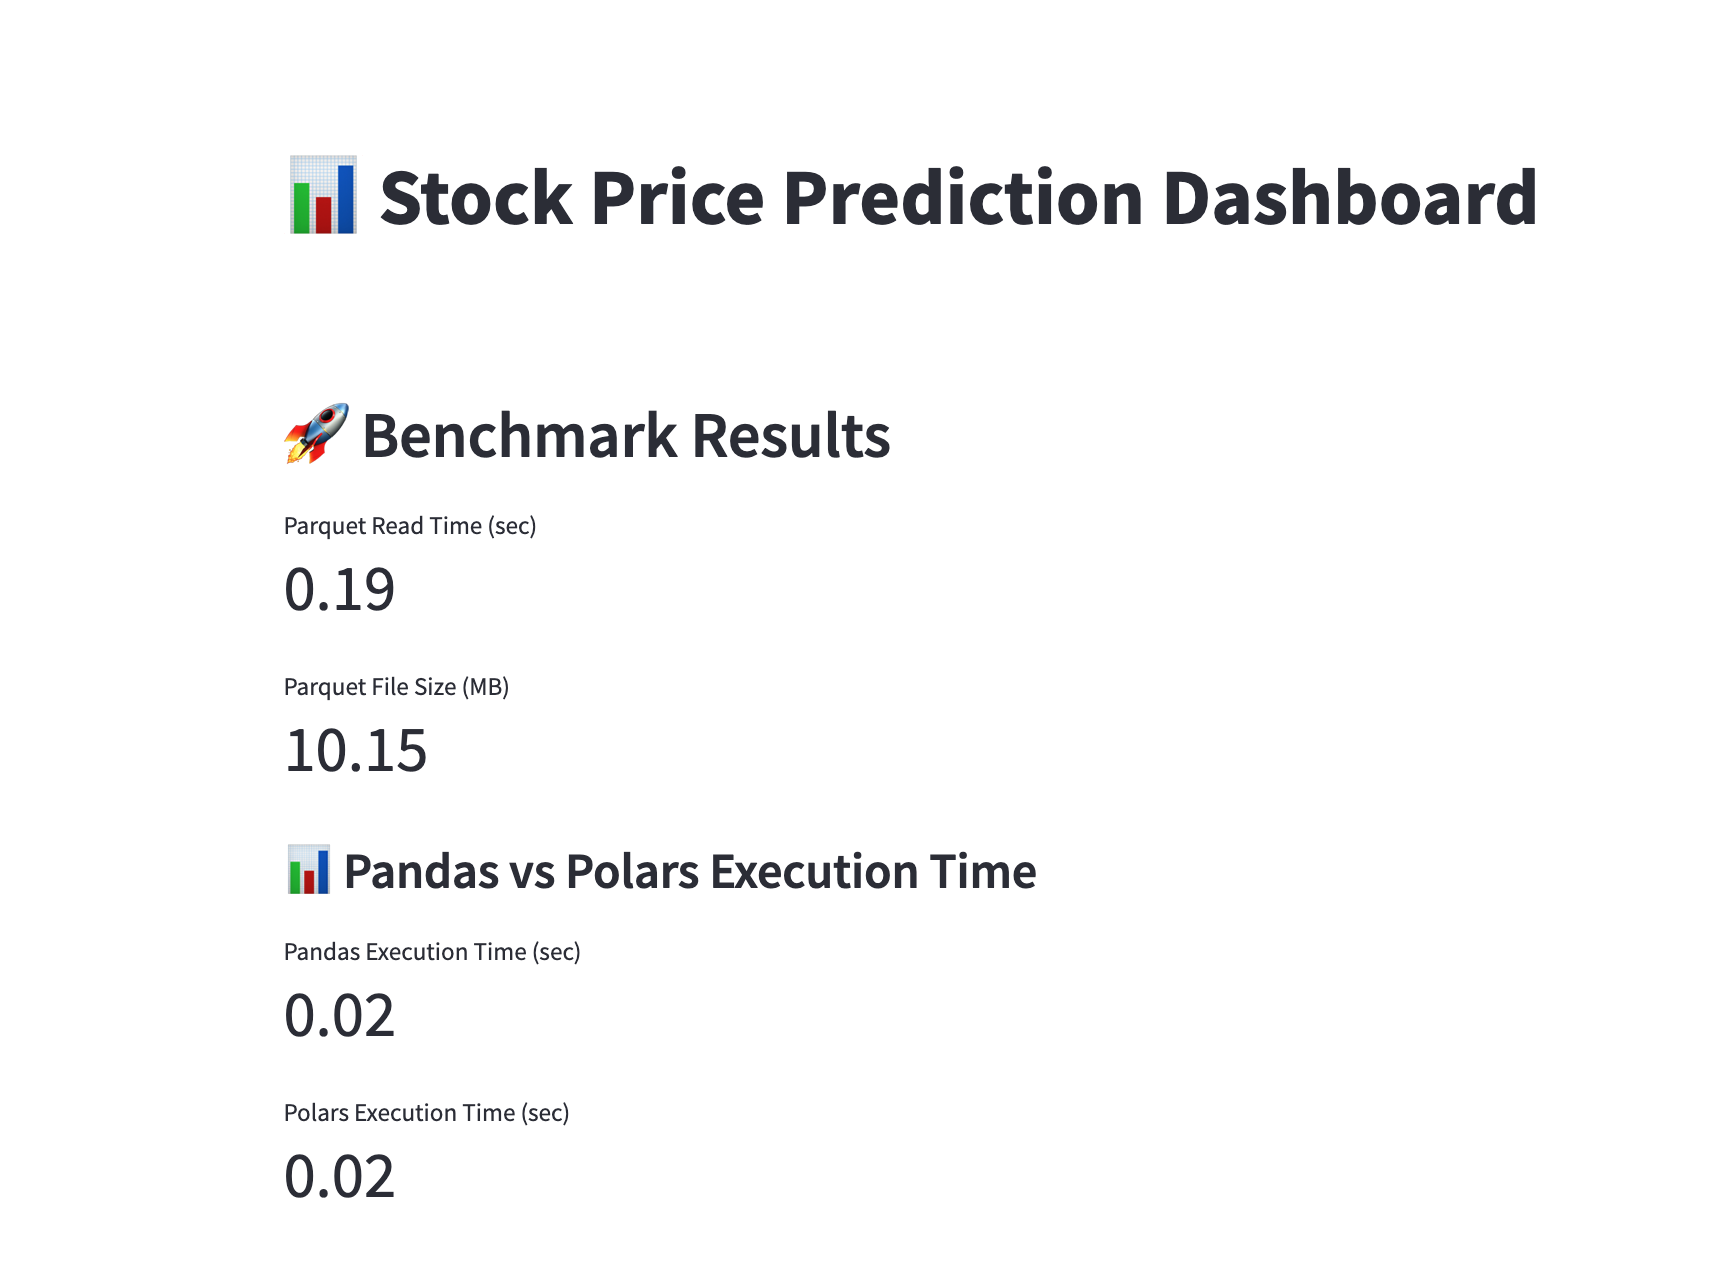 📊 Stock Price Prediction Dashboard
🚀 Benchmark Results
Parquet Read Time (sec)
0.19
Parquet File Size (MB)
10.15
📊 Pandas vs Polars Execution Time
Pandas Execution Time (sec)
0.02
Polars Execution Time (sec)
0.02